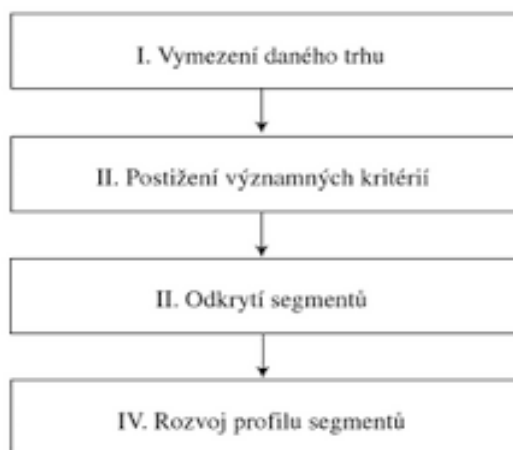 I. Vymezení daného trhu
II. Postižení významných kritérií
II. Odkrytí segmentů
IV. Rozvoj profilu segmentů